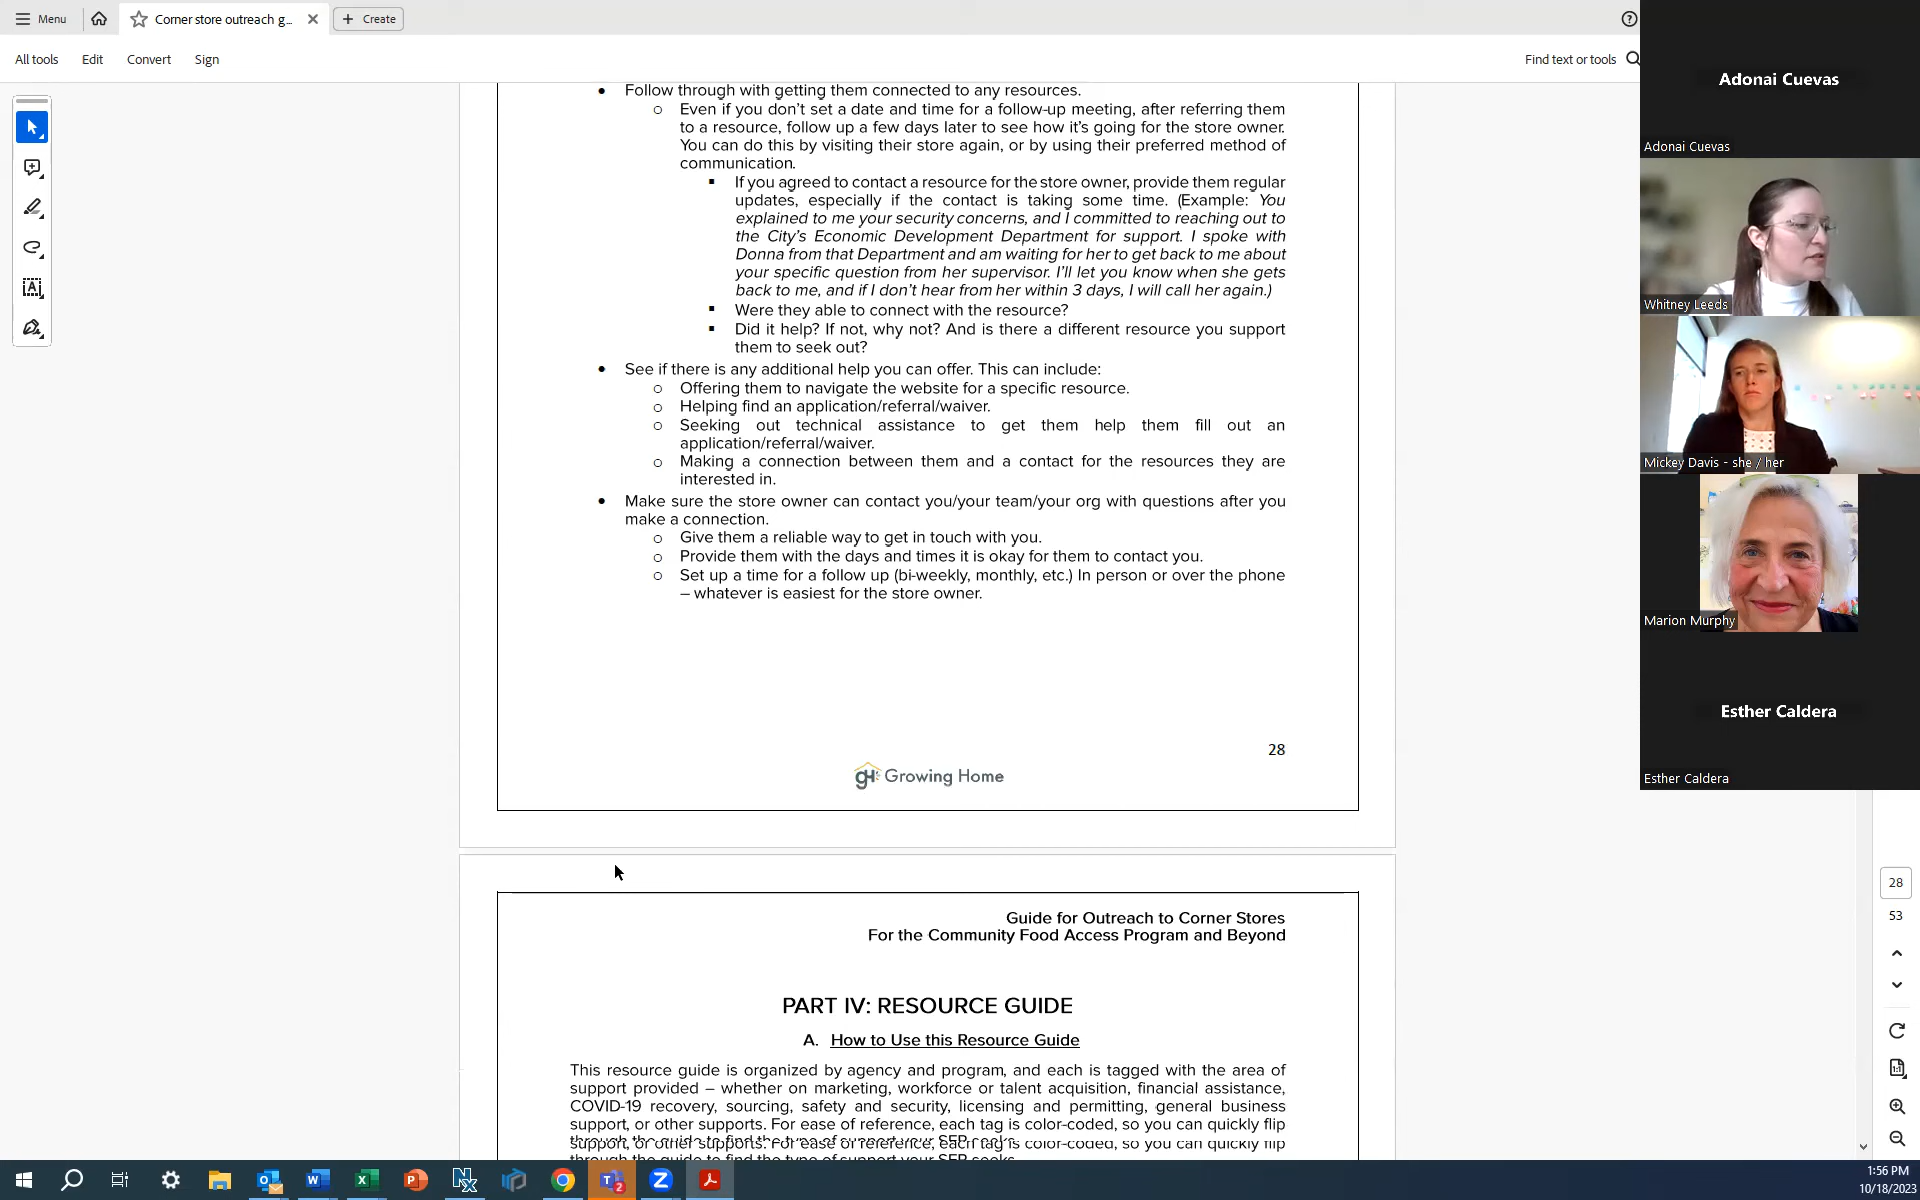 Menu
Corner store outreach g...
Create
All tools
Edit
Convert
Sign
Find text or tools
• Follow through with getting them connected to any resources.
o Even if you don't set a date and time for a follow-up meeting, after referring them
to a resource, follow up a few days later to see how it's going for the store owner.
You can do this by visiting their store again, or by using their preferred method of
communication.
▪ If you agreed to contact a resource for the store owner, provide them regular
updates, especially if the contact is taking some time. (Example: You
explained to me your security concerns, and I committed to reaching out to
the City's Economic Development Department for support. I spoke with
Donna from that Department and am waiting for her to get back to me about
your specific question from her supervisor. I'll let you know when she gets
back to me, and if I don't hear from her within 3 days, I will call her again.)
▪ Were they able to connect with the resource?
▪ Did it help? If not, why not? And is there a different resource you support
them to seek out?
• See if there is any additional help you can offer. This can include:
o Offering them to navigate the website for a specific resource.
o Helping find an application/referral/waiver.
o Seeking out technical assistance to get them help them fill out an
application/referral/waiver.
o Making a connection between them and a contact for the resources they are
interested in.
• Make sure the store owner can contact you/your team/your org with questions after you
make a connection.
o Give them a reliable way to get in touch with you.
o Provide them with the days and times it is okay for them to contact you.
o Set up a time for a follow up (bi-weekly, monthly, etc.) In person or over the phone
– whatever is easiest for the store owner.
28
gH Growing Home
Guide for Outreach to Corner Stores
For the Community Food Access Program and Beyond
PART IV: RESOURCE GUIDE
A. How to Use this Resource Guide
This resource guide is organized by agency and program, and each is tagged with the area of
support provided – whether on marketing, workforce or talent acquisition, financial assistance,
COVID-19 recovery, sourcing, safety and security, licensing and permitting, general business
support, or other supports. For ease of reference, each tag is color-coded, so you can quickly flip
through the guide to find the type of support your SFR seeks.
Adonai Cuevas
Adonai Cuevas
Whitney Leeds
Mickey Davis - she / her
Marion Murphy
Esther Caldera
Esther Caldera
28
53
1:56 PM
10/18/2023